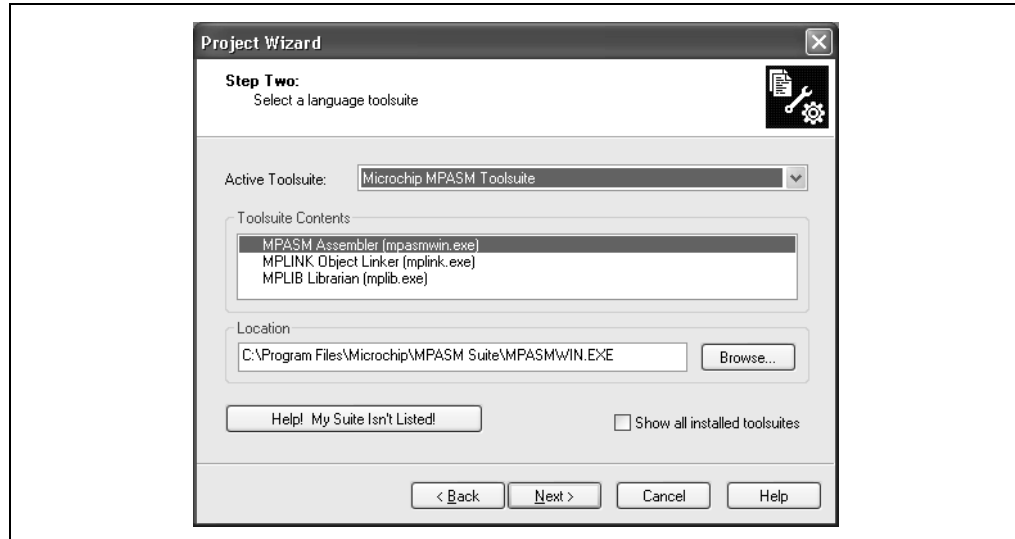 Project Wizard
Step Two:
Select a language toolsuite
Active Toolsuite:
Microchip MPASM Toolsuite
Toolsuite Contents
MPASM Assembler (mpasmwin.exe)
MPLINK Object Linker (mplink.exe)
MPLIB Librarian (mplib.exe)
Location
C:\Program Files\Microchip\MPASM Suite\MPASMWIN.EXE
Browse...
Help! My Suite Isn't Listed!
Show all installed toolsuites
< Back
Next >
Cancel
Help